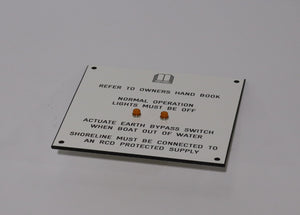 REFER TO OWNERS HAND BOOK
NORMAL OPERATION
LIGHTS MUST BE OFF
ACTUATE EARTH BYPASS SWITCH
WHEN BOAT OUT OF WATER
SHORELINE MUST BE CONNECTED TO
AN RCD PROTECTED SUPPLY